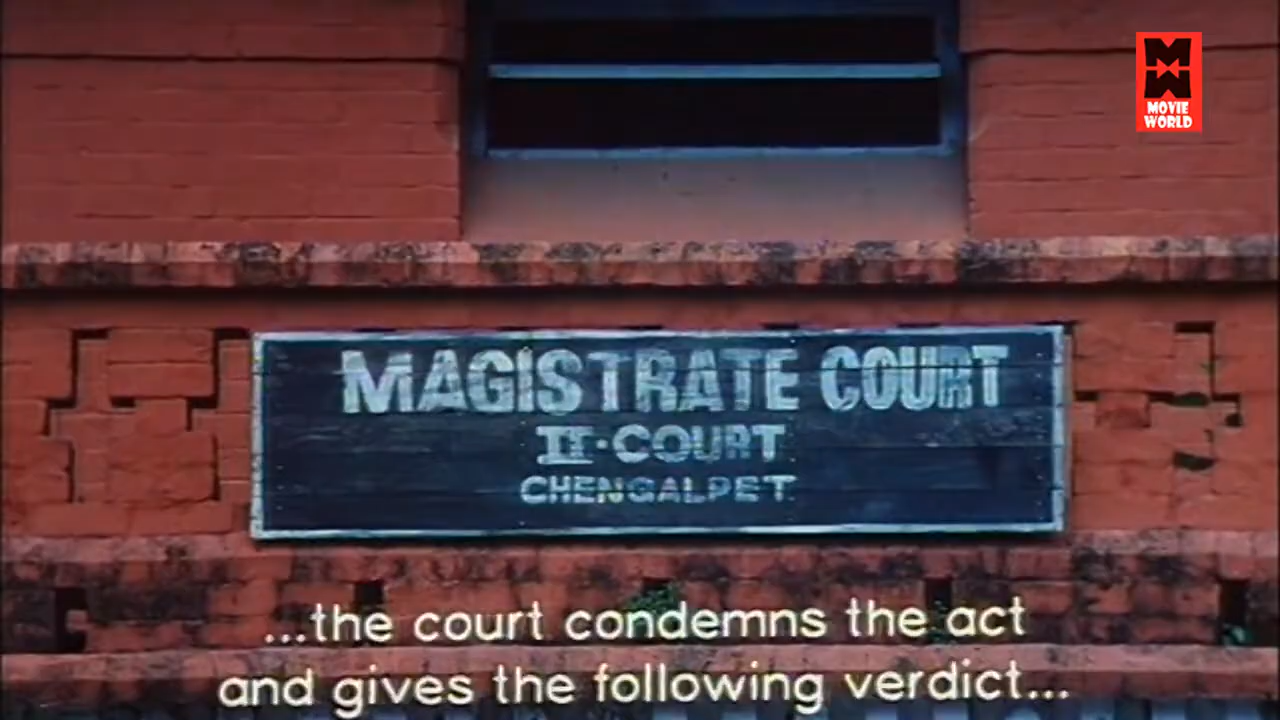 MOVIE
WORLD
MAGISTRATE COURT
II·COURT
CHENGALPET
...the court condemns the act
and gives the following verdict...